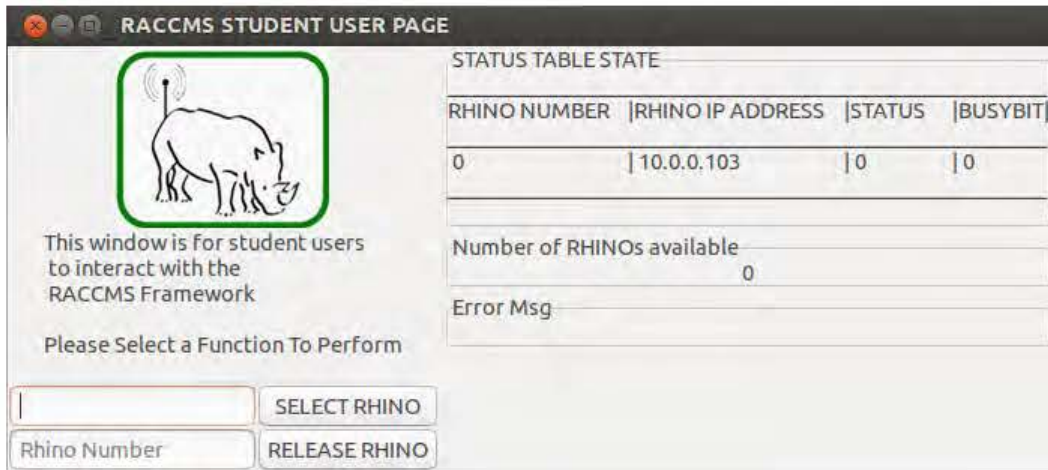 RACCMS STUDENT USER PAGE
This window is for student users
to interact with the
RACCMS Framework
Please Select a Function To Perform
SELECT RHINO
Rhino Number RELEASE RHINO
STATUS TABLE STATE
RHINO NUMBER |RHINO IP ADDRESS |STATUS |BUSYBIT|
0 | 10.0.0.103 | 0 | 0
Number of RHINOs available
0
Error Msg